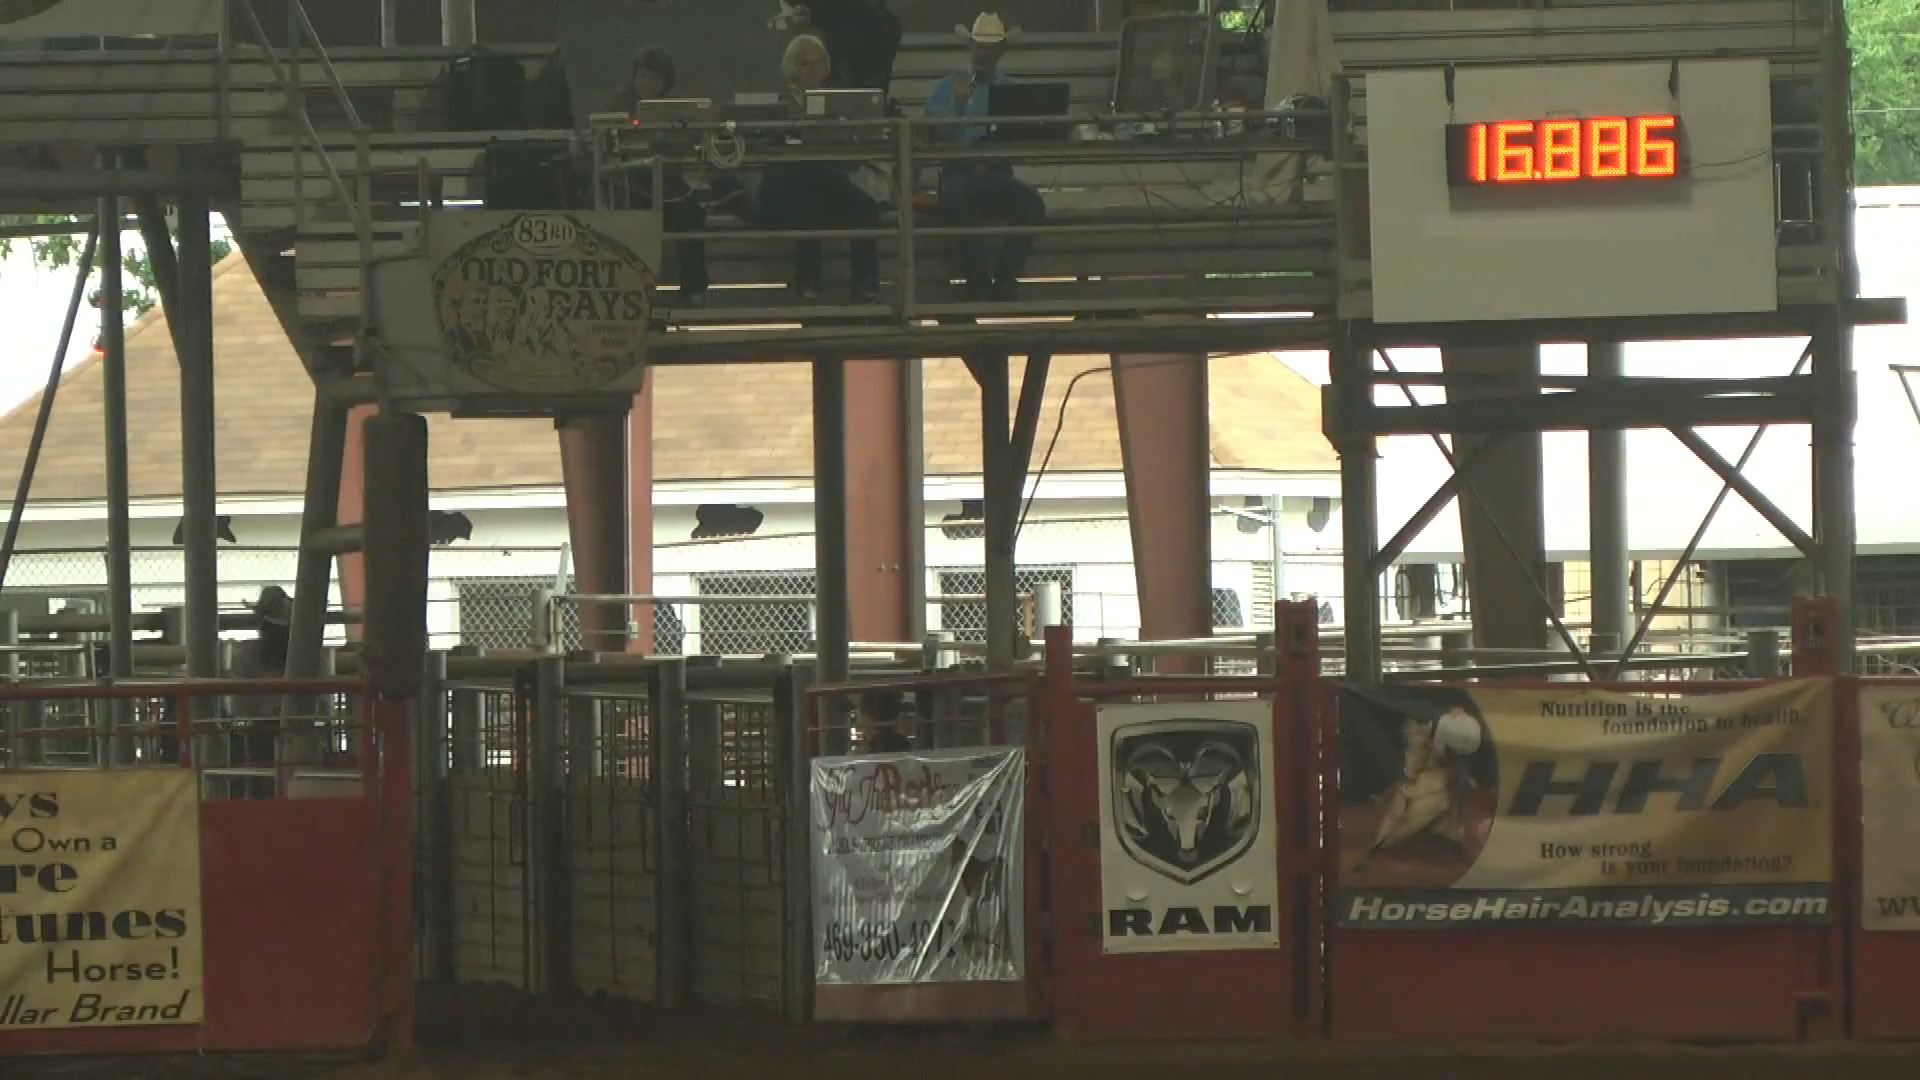 16.886
83RD
OLD FORT
DAYS
ys
Own a
re
tunes
Horse!
llar Brand
RAM
Nutrition is the
foundation to health.
HHA
How strong
is your foundation?
HorseHairAnalysis.com